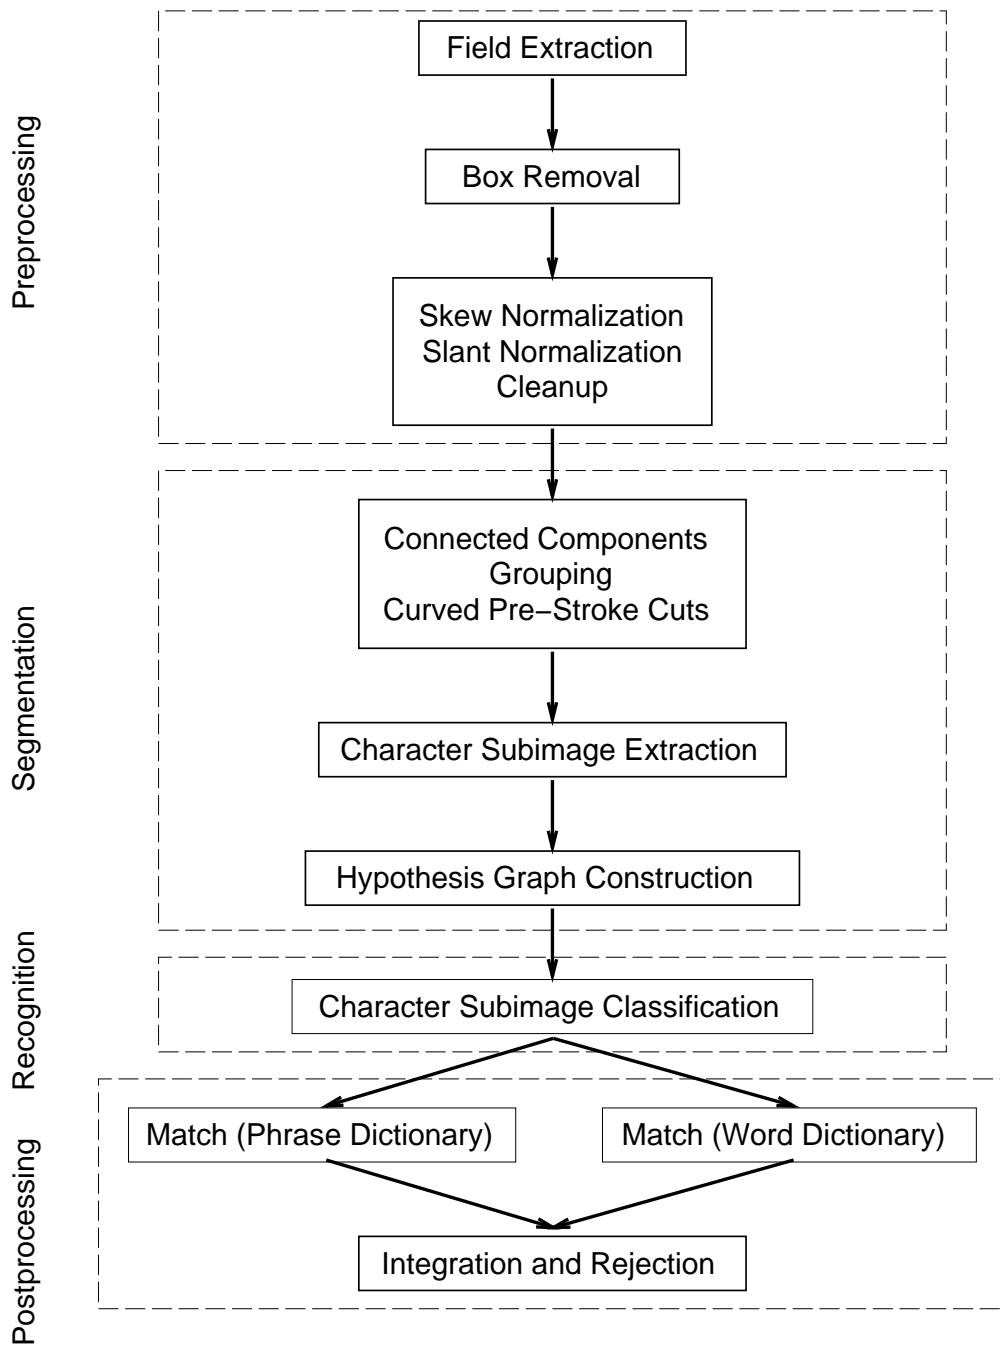 Preprocessing
Field Extraction
Box Removal
Skew Normalization
Slant Normalization
Cleanup
Segmentation
Connected Components
Grouping
Curved Pre−Stroke Cuts
Character Subimage Extraction
Hypothesis Graph Construction
Recognition
Character Subimage Classification
Postprocessing
Match (Phrase Dictionary)
Match (Word Dictionary)
Integration and Rejection